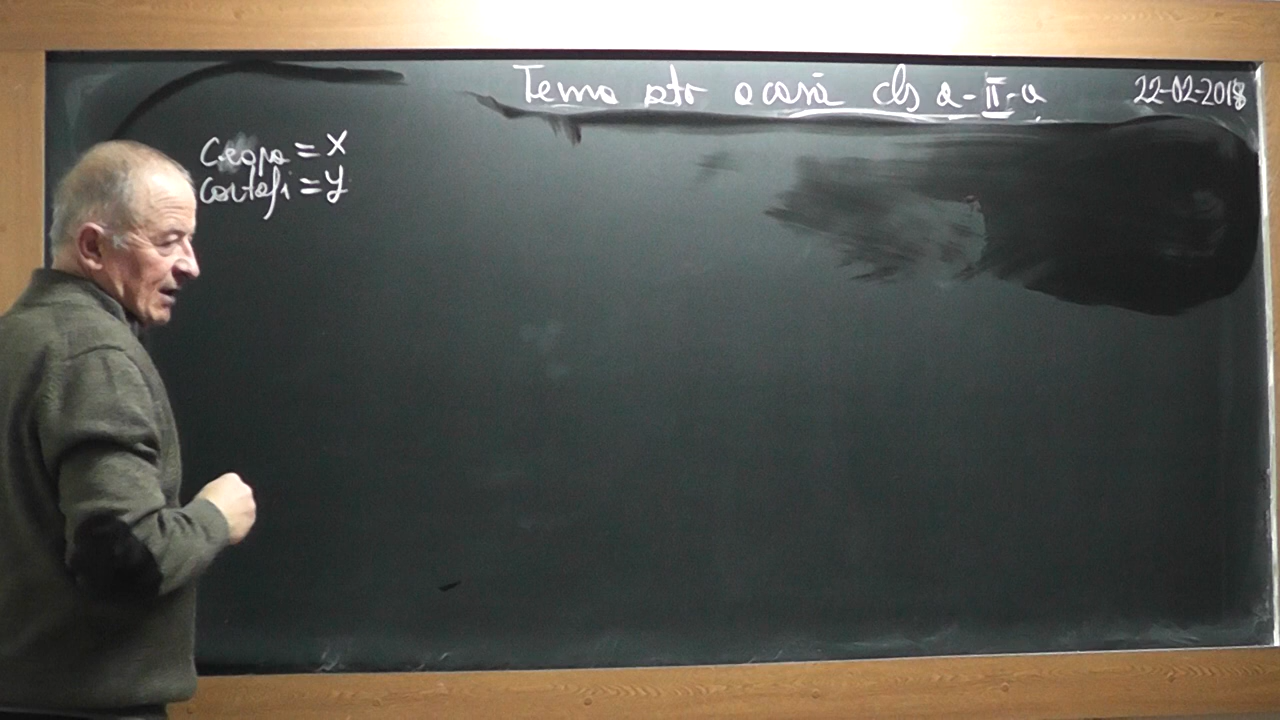 Tema ptr acasă cls a-II-a 22-02-2018
Ceapa = x
Cartofi = y